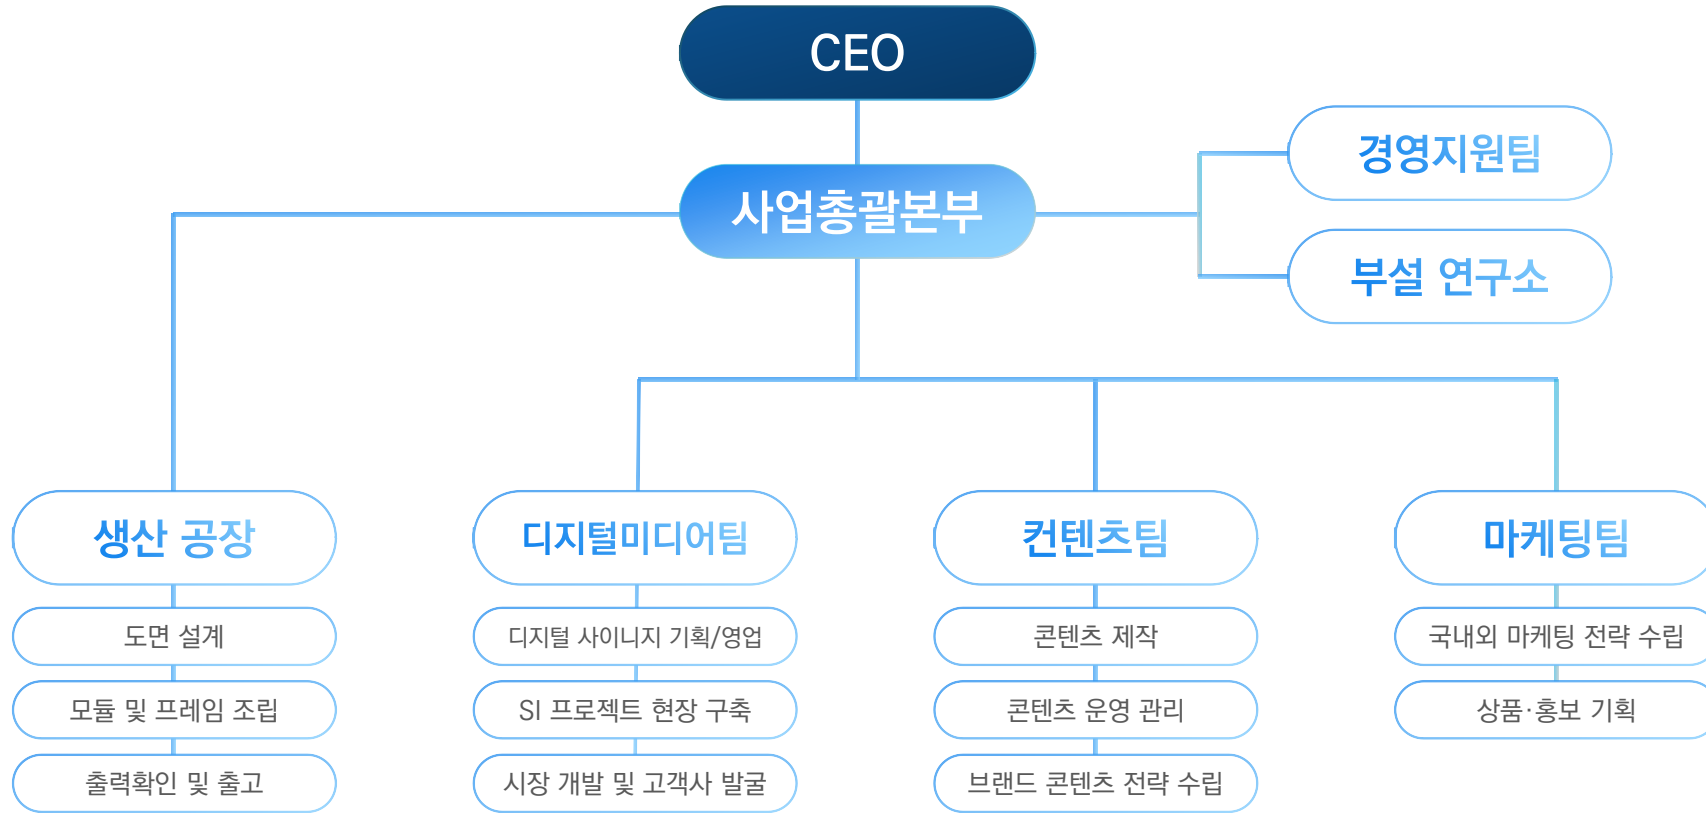 CEO
사업총괄본부
경영지원팀
부설 연구소
생산 공장
도면 설계
모듈 및 프레임 조립
출력확인 및 출고
디지털미디어팀
디지털 사이니지 기획/영업
SI 프로젝트 현장 구축
시장 개발 및 고객사 발굴
컨텐츠팀
콘텐츠 제작
콘텐츠 운영 관리
브랜드 콘텐츠 전략 수립
마케팅팀
국내외 마케팅 전략 수립
상품·홍보 기획